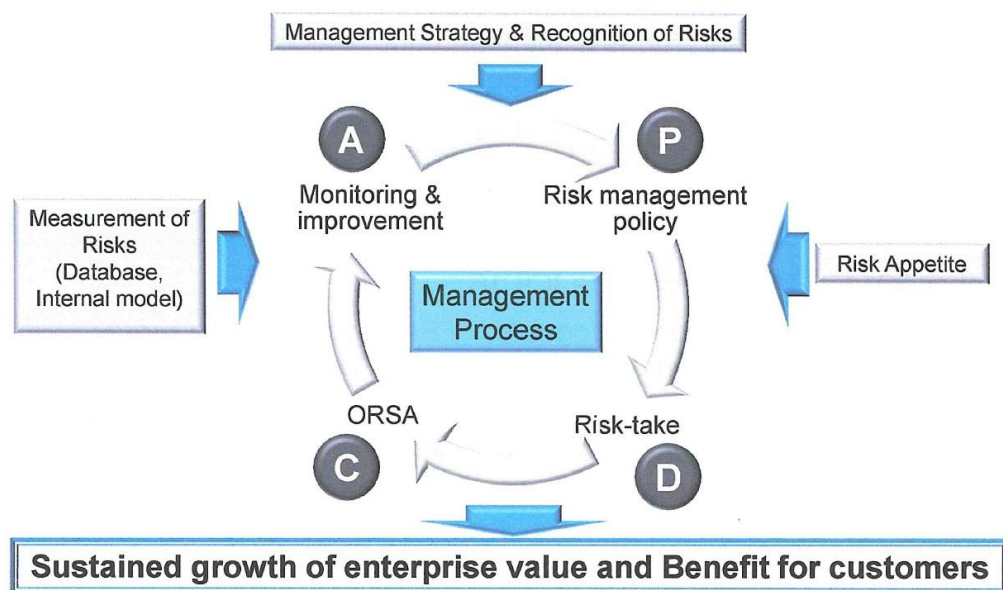 Management Strategy & Recognition of Risks
A
P
Monitoring &
improvement
Risk management
policy
Measurement of
Risks
(Database,
Internal model)
Risk Appetite
Management
Process
ORSA
Risk-take
C
D
Sustained growth of enterprise value and Benefit for customers